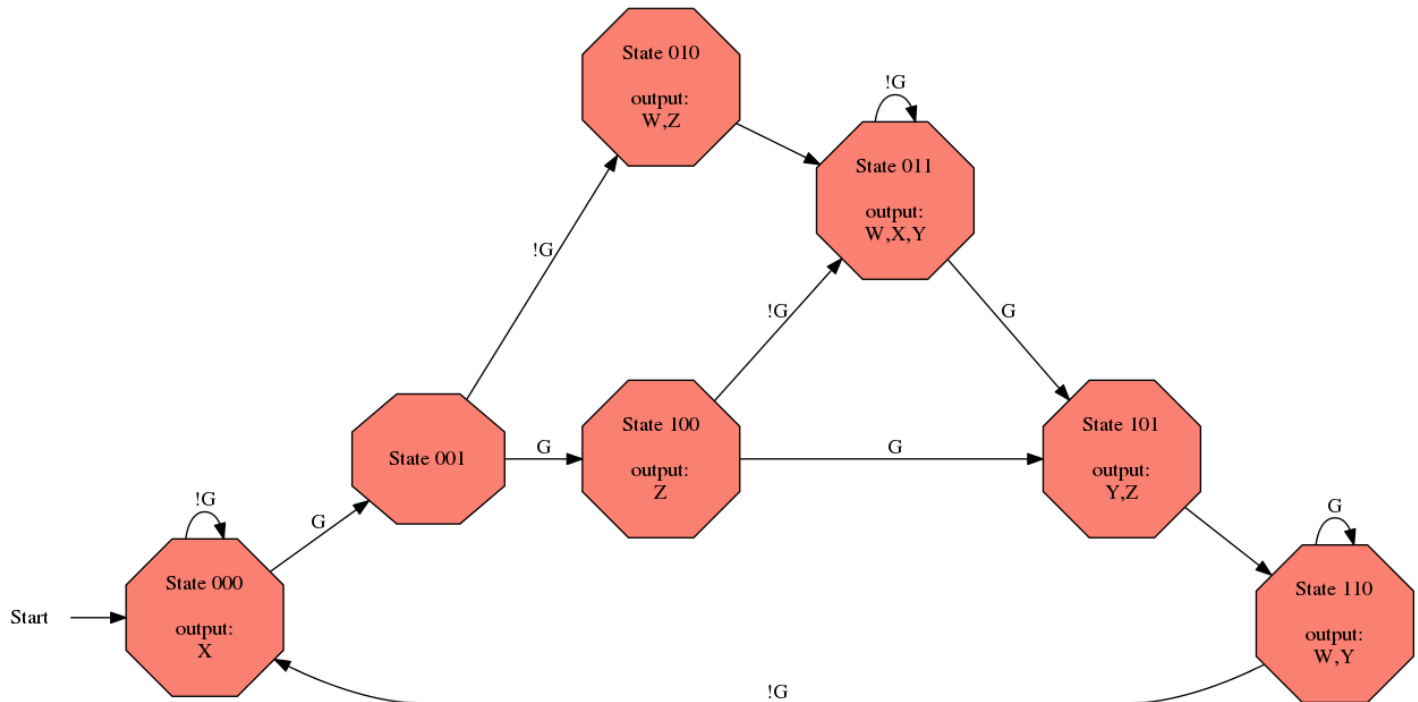 State 010
output:
W,Z
!G
State 011
output:
W,X,Y
!G
!G
G
State 001
G
State 100
output:
Z
G
State 101
output:
Y,Z
!G
G
State 000
output:
X
Start
G
State 110
output:
W,Y
!G